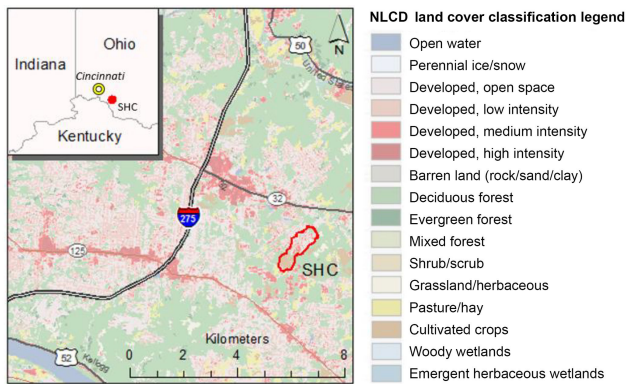 Ohio
Indiana
Cincinnati
SHC
Kentucky
N
50
United States
32
275
125
SHC
Kilometers
52
Kellogg
0 2 4 8
NLCD land cover classification legend
Open water
Perennial ice/snow
Developed, open space
Developed, low intensity
Developed, medium intensity
Developed, high intensity
Barren land (rock/sand/clay)
Deciduous forest
Evergreen forest
Mixed forest
Shrub/scrub
Grassland/herbaceous
Pasture/hay
Cultivated crops
Woody wetlands
Emergent herbaceous wetlands